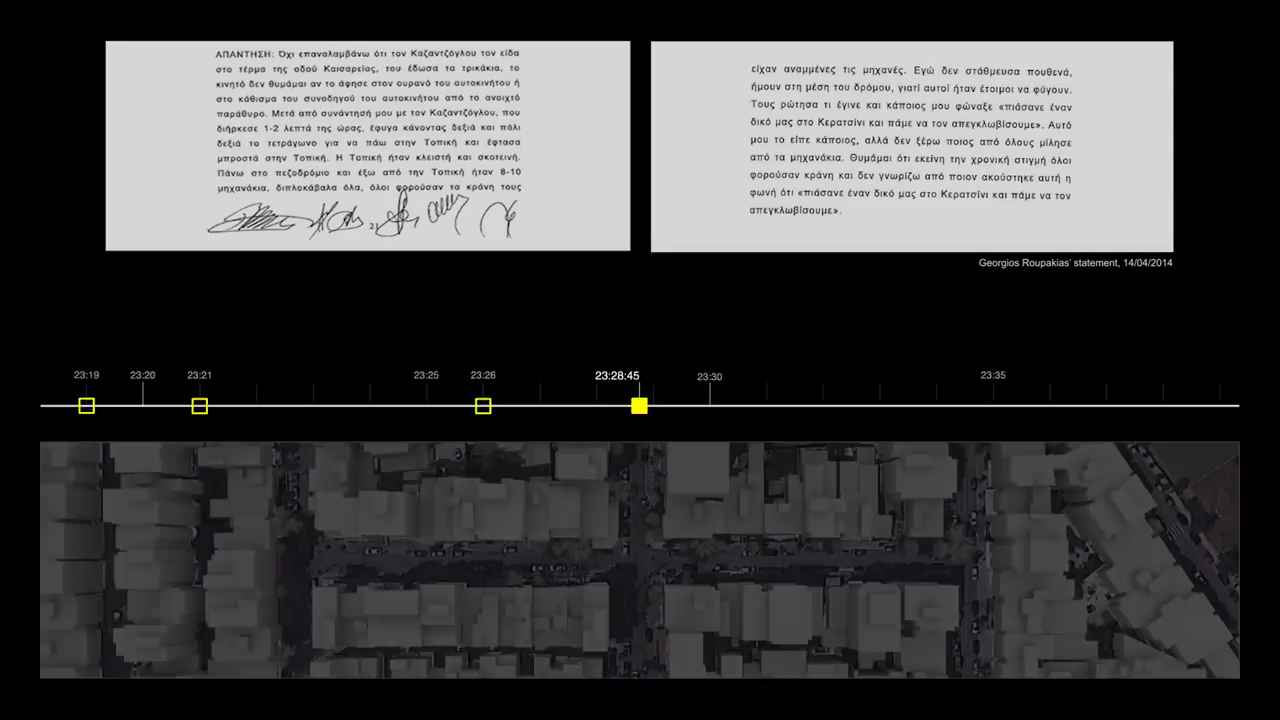 ΑΠΑΝΤΗΣΗ: Όχι επαναλαμβάνω ότι τον Καζαντζόγλου τον είδα
στο τέρμα της οδού Καισαρείας, του έδωσα τα τρικάκια, το
κινητό δεν θυμάμαι αν το άφησε στον ουρανό του αυτοκινήτου ή
στο κάθισμα του συνοδηγού του αυτοκινήτου από το ανοιχτό
παράθυρο. Μετά από συνάντησή μου με τον Καζαντζόγλου, που
διήρκεσε 1-2 λεπτά της ώρας, έφυγα κάνοντας δεξιά και πάλι
δεξιά το τετράγωνο για να πάω στην Τοπική και έφτασα
μπροστά στην Τοπική. Η Τοπική ήταν κλειστή και σκοτεινή.
Πάνω στο πεζοδρόμιο και έξω από την Τοπική ήταν 8-10
μηχανάκια, διπλοκάβαλα όλα, όλοι φορούσαν τα κράνη τους
21
είχαν αναμμένες τις μηχανές. Εγώ δεν στάθμευσα πουθενά,
ήμουν στη μέση του δρόμου, γιατί αυτοί ήταν έτοιμοι να φύγουν.
Τους ρώτησα τι έγινε και κάποιος μου φώναξε «πιάσανε έναν
δικό μας στο Κερατσίνι και πάμε να τον απεγκλωβίσουμε». Αυτό
μου το είπε κάποιος, αλλά δεν ξέρω ποιος από όλους μίλησε
από τα μηχανάκια. Θυμάμαι ότι εκείνη την χρονική στιγμή όλοι
φορούσαν κράνη και δεν γνωρίζω από ποιον ακούστηκε αυτή η
φωνή ότι «πιάσανε έναν δικό μας στο Κερατσίνι και πάμε να τον
απεγκλωβίσουμε».
Georgios Roupakias' statement, 14/04/2014
23:19 23:20 23:21 23:25 23:26 23:28:45 23:30 23:35